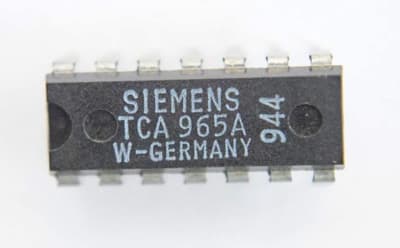 SIEMENS
TCA 965A
W-GERMANY
944